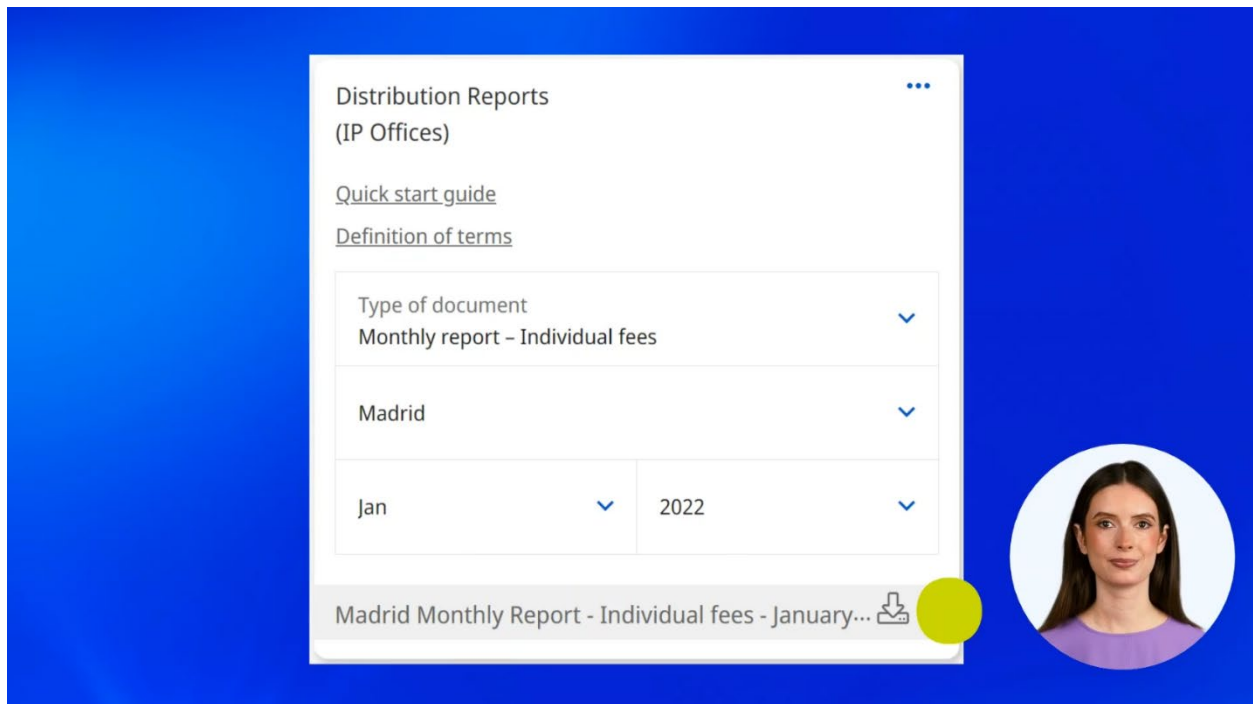 Distribution Reports
(IP Offices)
Quick start guide
Definition of terms
Type of document
Monthly report – Individual fees
Madrid
Jan
2022
Madrid Monthly Report - Individual fees - January...